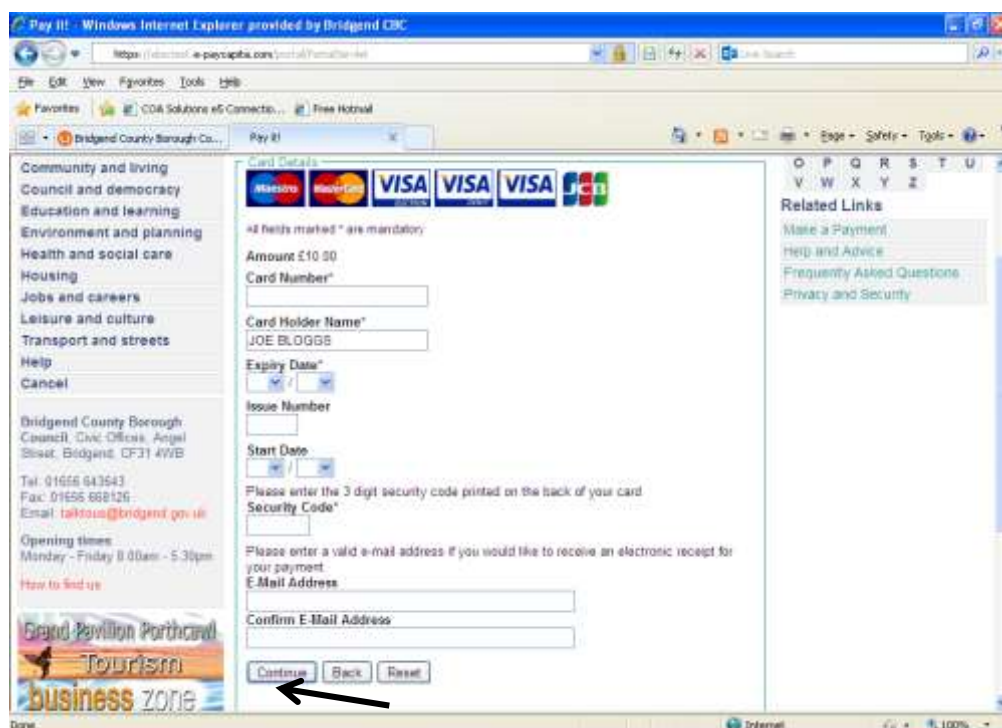 Pay it! - Windows Internet Explorer provided by Bridgend CBC
File Edit View Favorites Tools Help
Favorites COA Solutions e5 Connectio... Free Hotmail
Bridgend County Borough Co... Pay it! Page Safety Tools
Community and living
Council and democracy
Education and learning
Environment and planning
Health and social care
Housing
Jobs and careers
Leisure and culture
Transport and streets
Help
Cancel
Bridgend County Borough
Council, Civic Offices, Angel
Street, Bridgend, CF31 4WB
Tel: 01656 643643
Fax: 01656 668126
Email: talktous@bridgend.gov.uk
Opening times
Monday - Friday 8.00am - 5.30pm
How to find us
Grand Pavilion Porthcawl
Tourism
business zone
Card Details
Maestro MasterCard VISA VISA VISA JCB
All fields marked * are mandatory
Amount £10.00
Card Number*
Card Holder Name*
JOE BLOGGS
Expiry Date*
/
Issue Number
Start Date
/
Please enter the 3 digit security code printed on the back of your card
Security Code*
Please enter a valid e-mail address if you would like to receive an electronic receipt for
your payment
E-Mail Address
Confirm E-Mail Address
Continue Back Reset
O P Q R S T U
V W X Y Z
Related Links
Make a Payment
Help and Advice
Frequently Asked Questions
Privacy and Security
Done Internet 100%